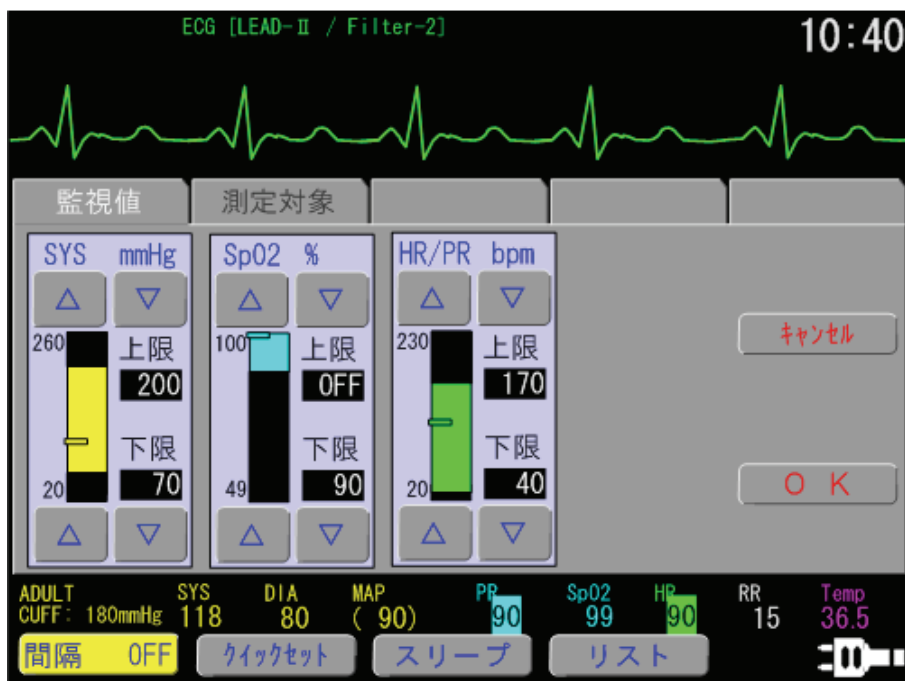 ECG [LEAD-Ⅱ / Filter-2]
10:40
監視値 測定対象
SYS mmHg
△ ▽
260 上限
200
下限
20 70
△ ▽
SpO2 %
△ ▽
100 上限
OFF
下限
49 90
△ ▽
HR/PR bpm
△ ▽
230 上限
170
下限
20 40
△ ▽
キャンセル
O K
ADULT SYS DIA MAP PR SpO2 HR RR Temp
CUFF: 180mmHg 118 80 ( 90) 90 99 90 15 36.5
間隔 OFF クイックセット スリープ リスト